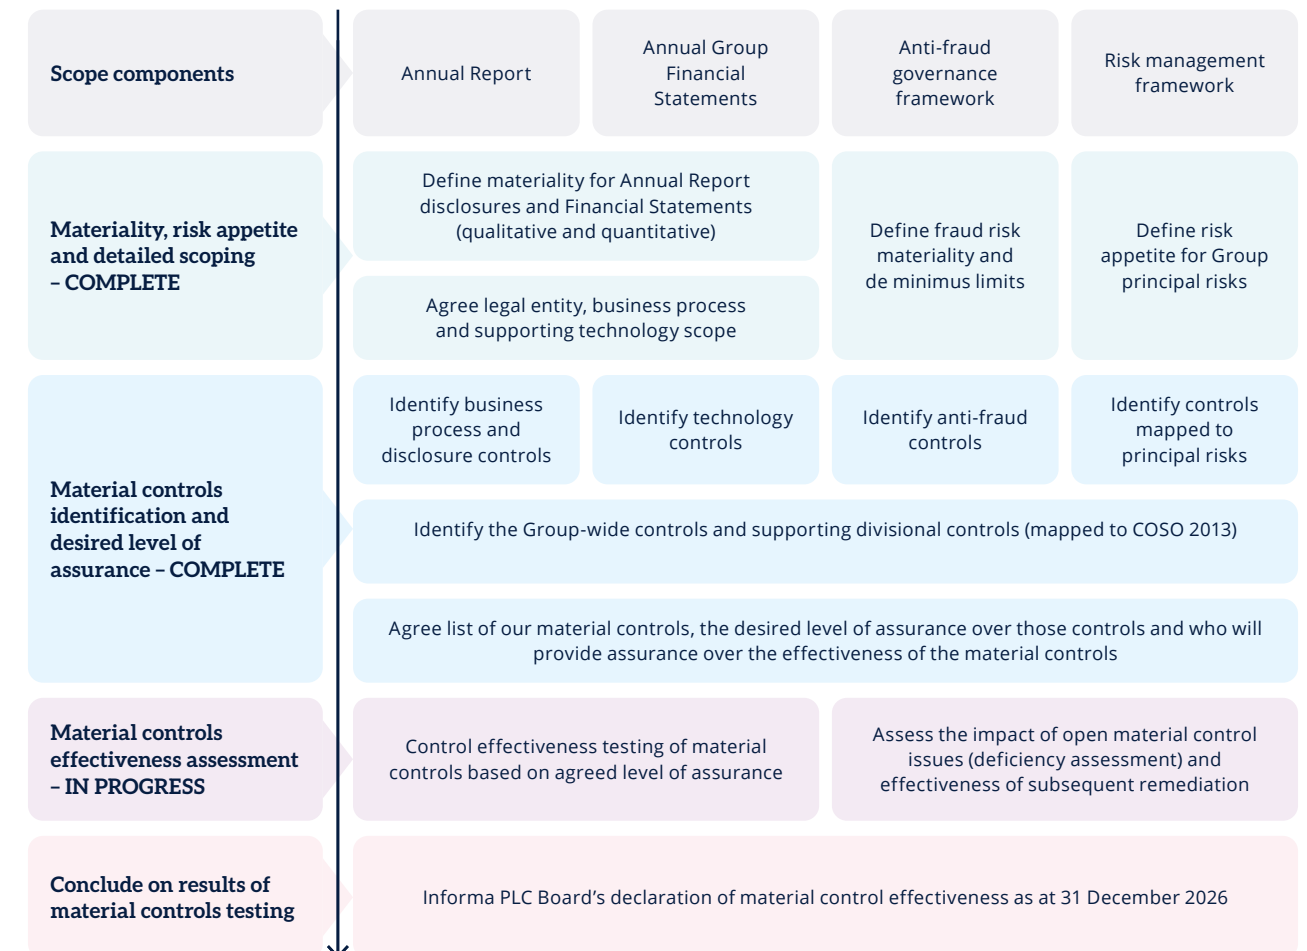 Scope components
Annual Report
Annual Group
Financial
Statements
Anti-fraud
governance
framework
Risk management
framework
Materiality, risk appetite
and detailed scoping
– COMPLETE
Define materiality for Annual Report
disclosures and Financial Statements
(qualitative and quantitative)
Agree legal entity, business process
and supporting technology scope
Define fraud risk
materiality and
de minimus limits
Define risk
appetite for Group
principal risks
Material controls
identification and
desired level of
assurance – COMPLETE
Identify business
process and
disclosure controls
Identify technology
controls
Identify anti-fraud
controls
Identify controls
mapped to
principal risks
Identify the Group-wide controls and supporting divisional controls (mapped to COSO 2013)
Agree list of our material controls, the desired level of assurance over those controls and who will
provide assurance over the effectiveness of the material controls
Material controls
effectiveness assessment
– IN PROGRESS
Control effectiveness testing of material
controls based on agreed level of assurance
Assess the impact of open material control
issues (deficiency assessment) and
effectiveness of subsequent remediation
Conclude on results of
material controls testing
Informa PLC Board’s declaration of material control effectiveness as at 31 December 2026